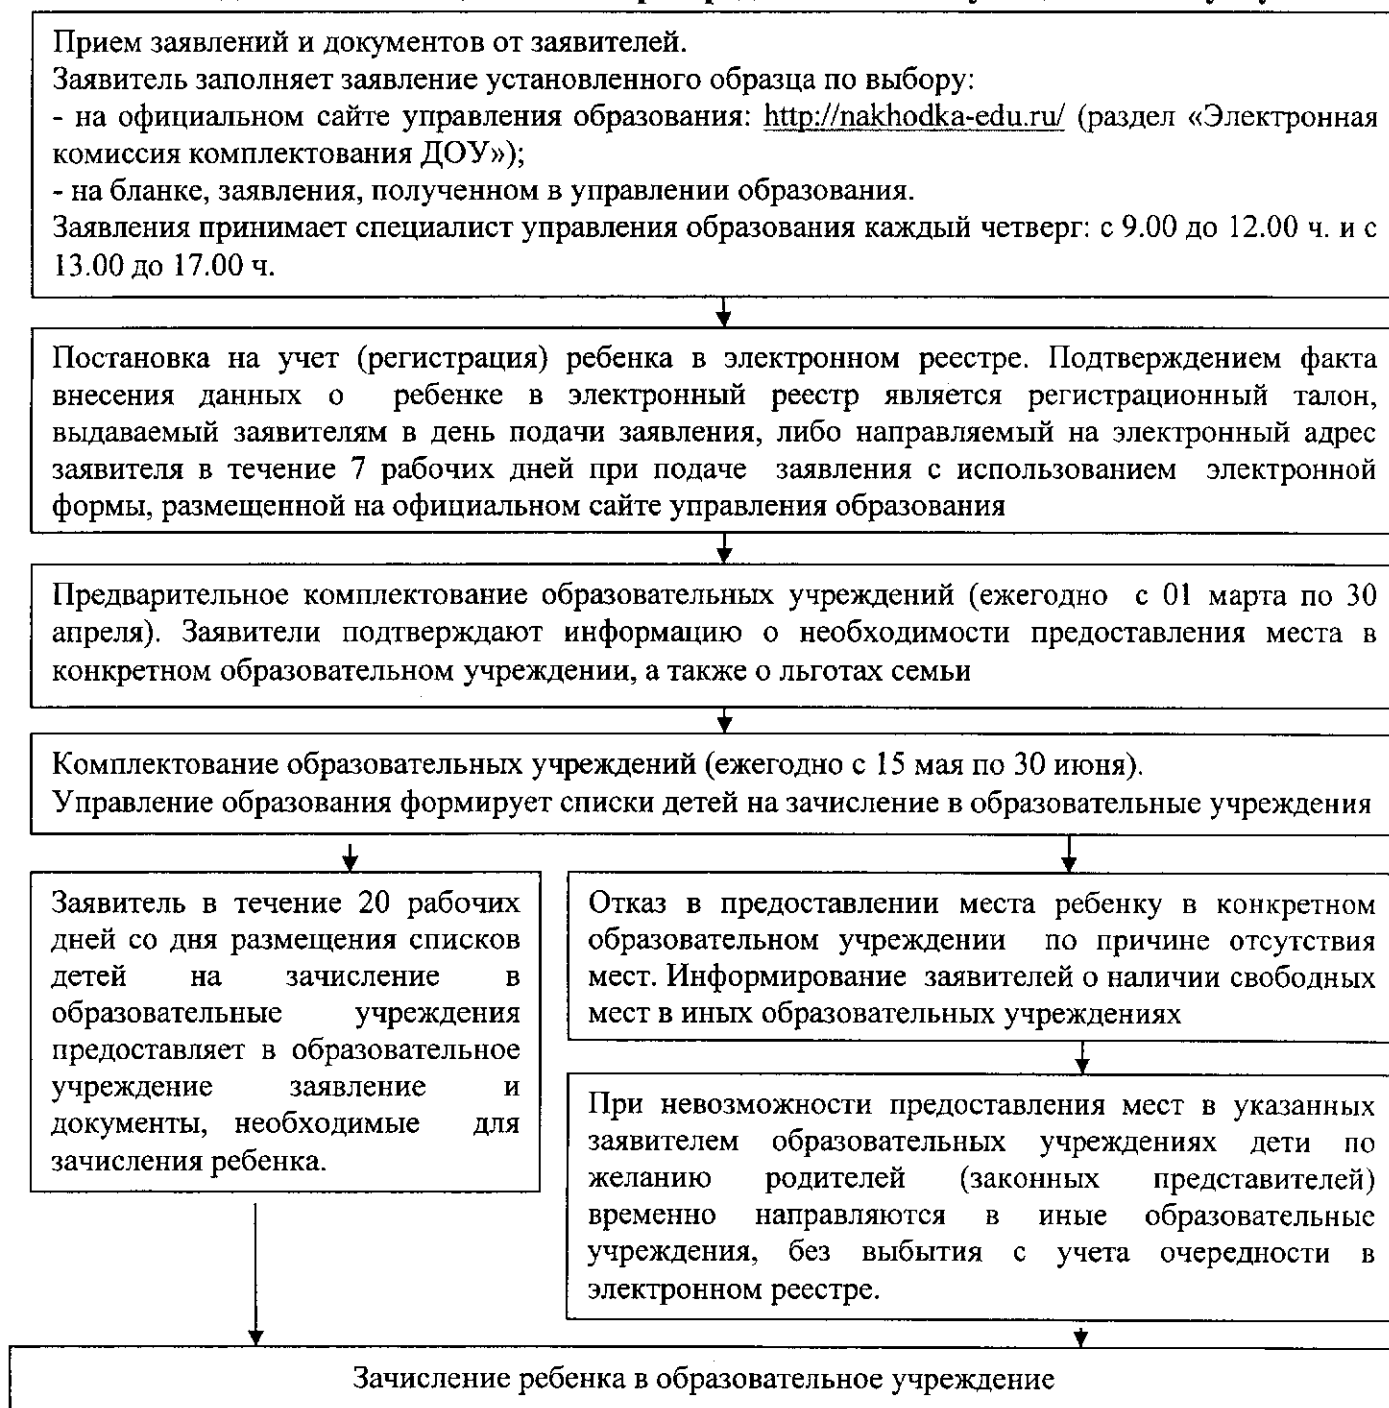 Прием заявлений и документов от заявителей.
Заявитель заполняет заявление установленного образца по выбору:
- на официальном сайте управления образования: http://nakhodka-edu.ru/ (раздел «Электронная
комиссия комплектования ДОУ»);
- на бланке, заявления, полученном в управлении образования.
Заявления принимает специалист управления образования каждый четверг: с 9.00 до 12.00 ч. и с
13.00 до 17.00 ч.
Постановка на учет (регистрация) ребенка в электронном реестре. Подтверждением факта
внесения данных о ребенке в электронный реестр является регистрационный талон,
выдаваемый заявителям в день подачи заявления, либо направляемый на электронный адрес
заявителя в течение 7 рабочих дней при подаче заявления с использованием электронной
формы, размещенной на официальном сайте управления образования
Предварительное комплектование образовательных учреждений (ежегодно с 01 марта по 30
апреля). Заявители подтверждают информацию о необходимости предоставления места в
конкретном образовательном учреждении, а также о льготах семьи
Комплектование образовательных учреждений (ежегодно с 15 мая по 30 июня).
Управление образования формирует списки детей на зачисление в образовательные учреждения
Заявитель в течение 20 рабочих
дней со дня размещения списков
детей на зачисление в
образовательные учреждения
предоставляет в образовательное
учреждение заявление и
документы, необходимые для
зачисления ребенка.
Отказ в предоставлении места ребенку в конкретном
образовательном учреждении по причине отсутствия
мест. Информирование заявителей о наличии свободных
мест в иных образовательных учреждениях
При невозможности предоставления мест в указанных
заявителем образовательных учреждениях дети по
желанию родителей (законных представителей)
временно направляются в иные образовательные
учреждения, без выбытия с учета очередности в
электронном реестре.
Зачисление ребенка в образовательное учреждение